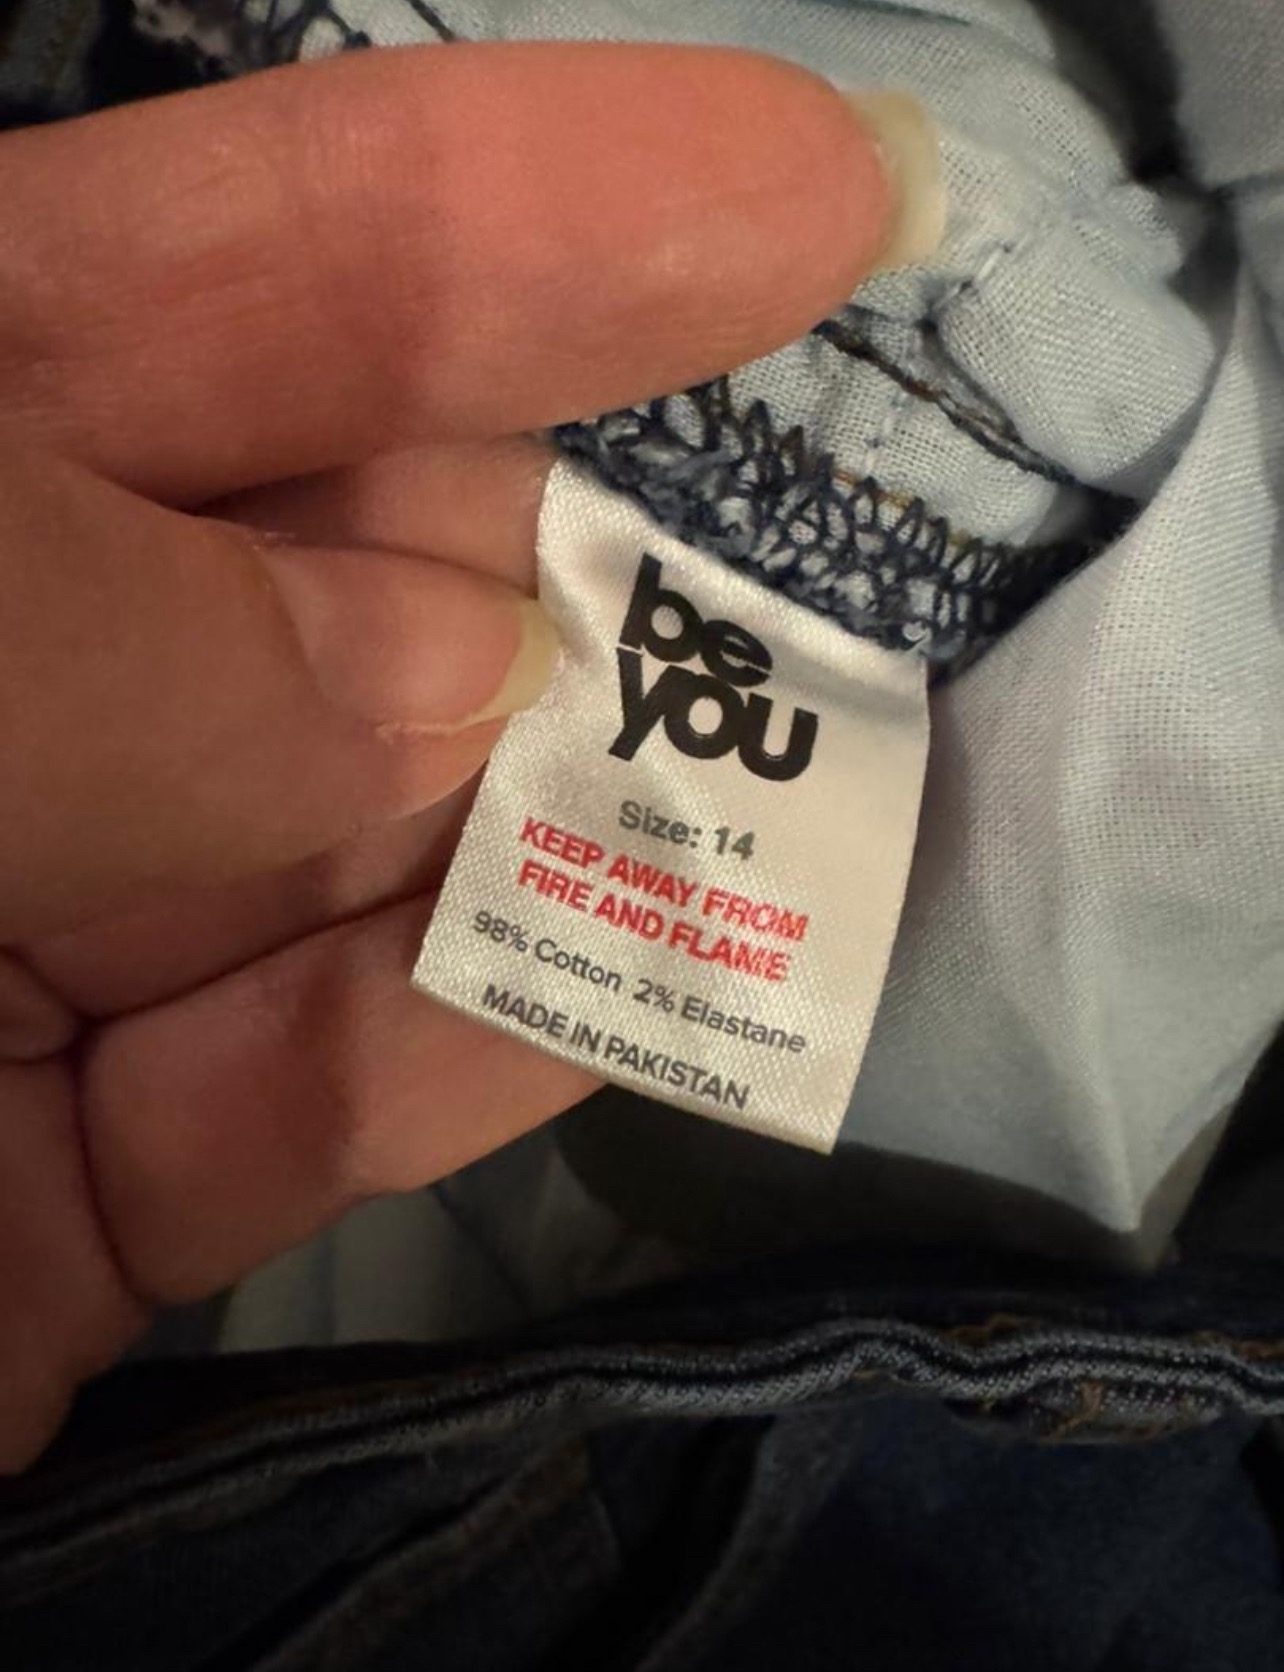 be
you
Size: 14
KEEP AWAY FROM
FIRE AND FLAME
98% Cotton 2% Elastane
MADE IN PAKISTAN